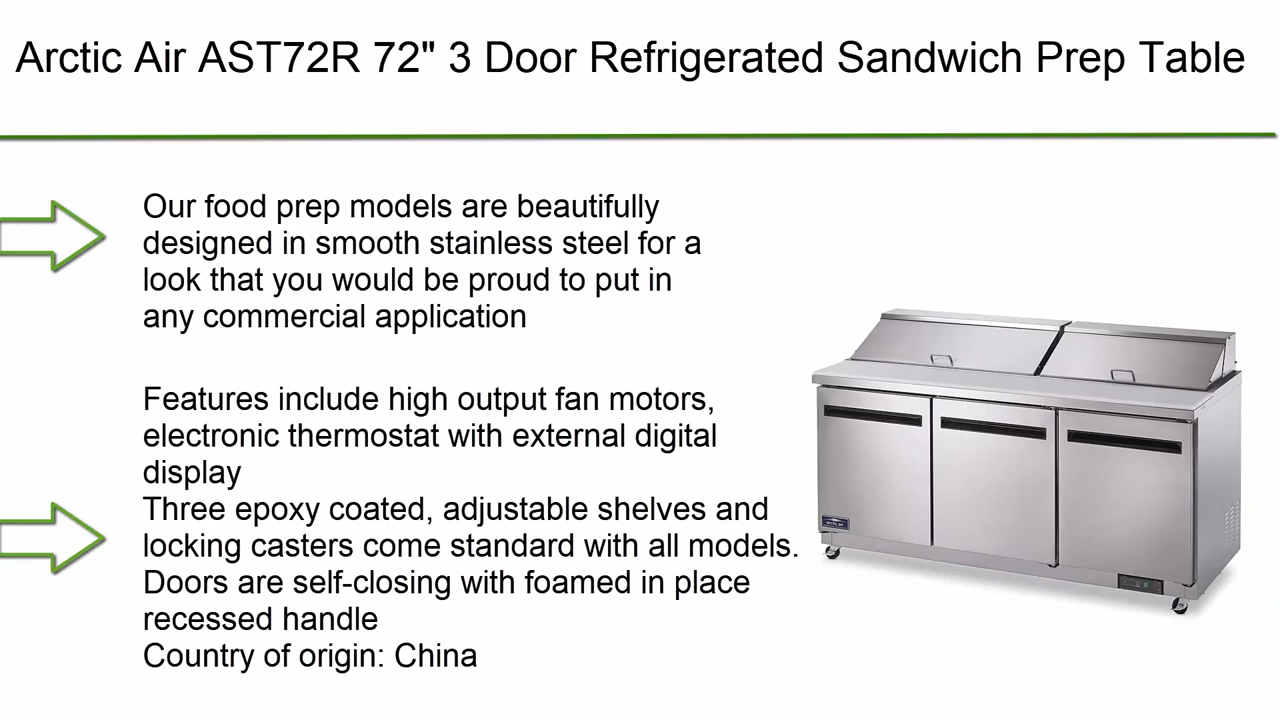 Arctic Air AST72R 72" 3 Door Refrigerated Sandwich Prep Table
Our food prep models are beautifully
designed in smooth stainless steel for a
look that you would be proud to put in
any commercial application
Features include high output fan motors,
electronic thermostat with external digital
display
Three epoxy coated, adjustable shelves and
locking casters come standard with all models.
Doors are self-closing with foamed in place
recessed handle
Country of origin: China
arctic air